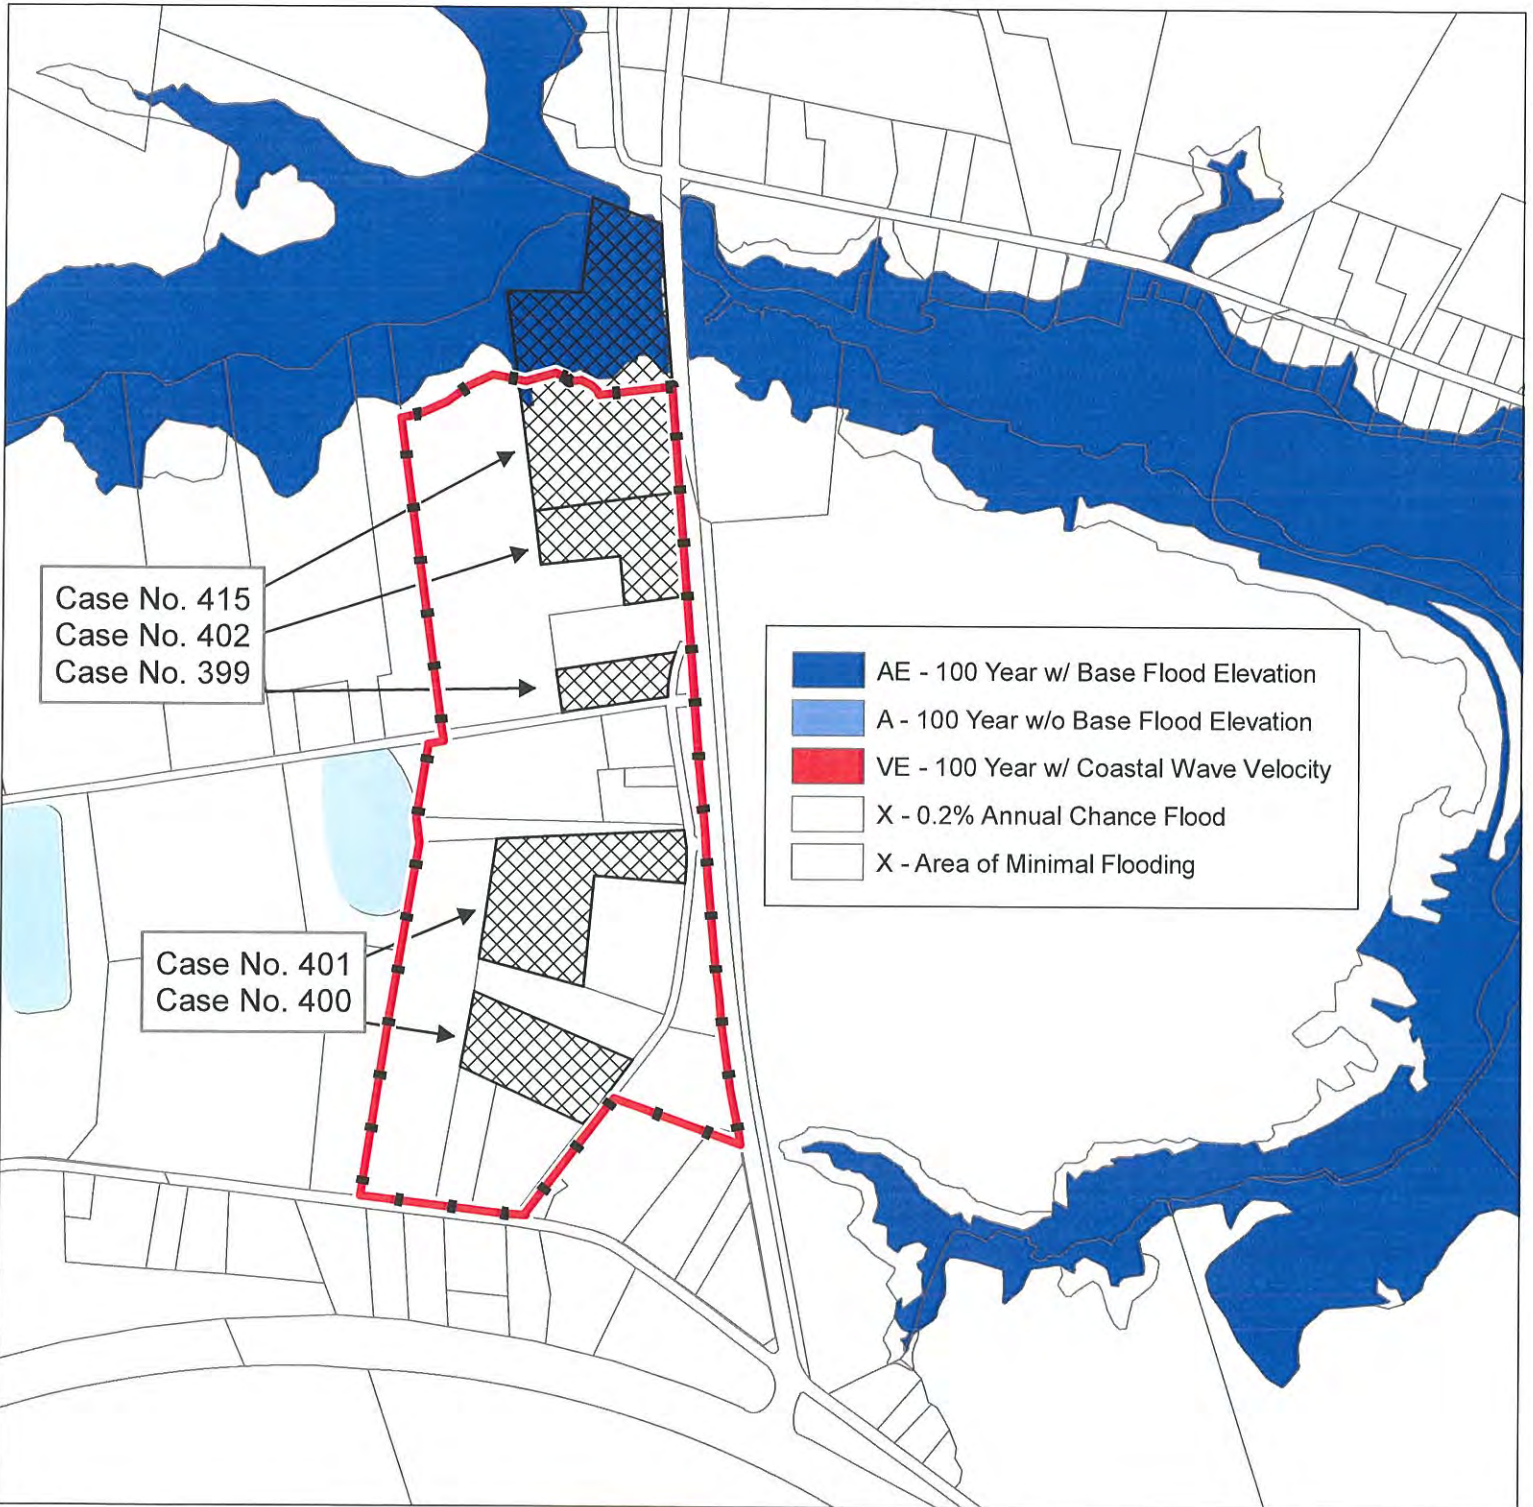 Case No. 415
Case No. 402
Case No. 399
AE - 100 Year w/ Base Flood Elevation
A - 100 Year w/o Base Flood Elevation
VE - 100 Year w/ Coastal Wave Velocity
X - 0.2% Annual Chance Flood
X - Area of Minimal Flooding
Case No. 401
Case No. 400